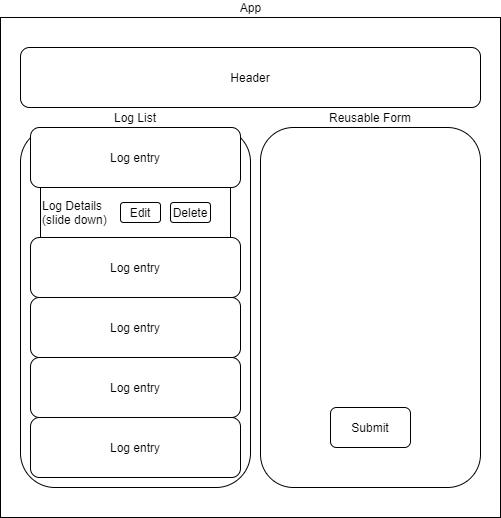 App
Header
Log List
Reusable Form
Log entry
Log Details
(slide down)
Edit
Delete
Log entry
Log entry
Log entry
Log entry
Submit